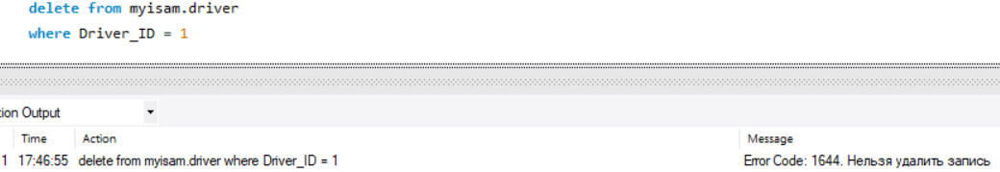 delete from myisam.driver
where Driver_ID = 1
tion Output
Time Action Message
1 17:46:55 delete from myisam.driver where Driver_ID = 1 Error Code: 1644. Нельзя удалить запись